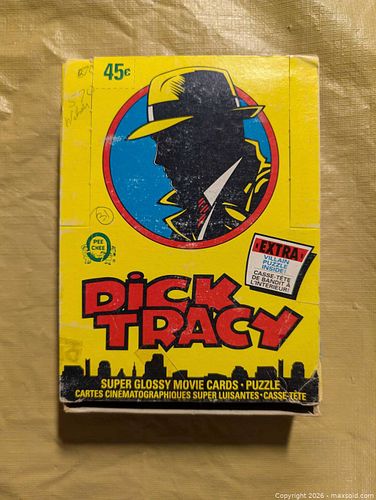 45¢
PEE
CHEE
EXTRA!
VILLAIN
PUZZLE
INSIDE!
CASSE-TÊTE
DE BANDIT À
L'INTÉRIEUR!
DICK
TRACY
SUPER GLOSSY MOVIE CARDS • PUZZLE
CARTES CINÉMATOGRAPHIQUES SUPER LUISANTES • CASSE-TÊTE
Copyright © 2026 - maxsold.com